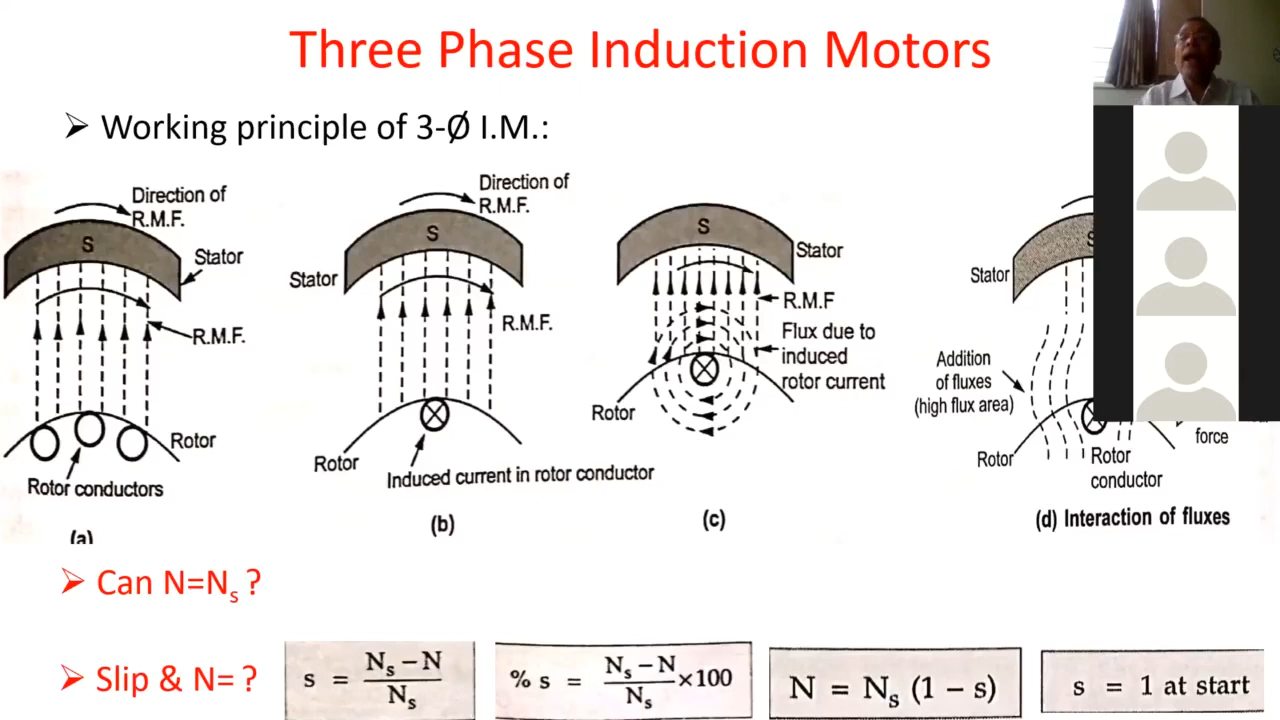 Three Phase Induction Motors
➢ Working principle of 3-Ø I.M.:
Direction of
R.M.F.
S
Stator
R.M.F.
Rotor
Rotor conductors
(a)
Direction of
R.M.F.
S
Stator
R.M.F.
Rotor
Induced current in rotor conductor
(b)
S
Stator
R.M.F
Flux due to
induced
rotor current
Rotor
(c)
Stator
Addition
of fluxes
(high flux area)
Rotor
Rotor
conductor
force
(d) Interaction of fluxes
➢ Can N=Nₛ ?
➢ Slip & N= ?
s = (Nₛ – N) / Nₛ
% s = (Nₛ – N) / Nₛ ×100
N = Nₛ (1 – s)
s = 1 at start